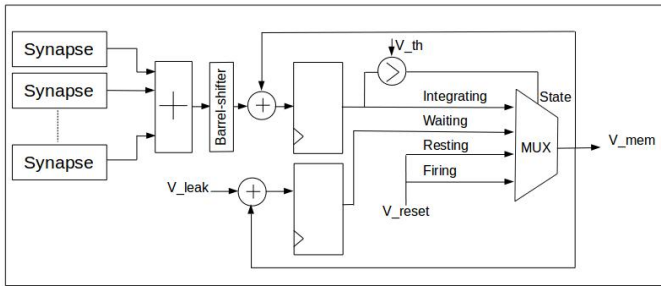 Synapse
Synapse
Synapse
Barrel-shifter
V_th
Integrating
State
Waiting
Resting
Firing
MUX
V_mem
V_leak
V_reset